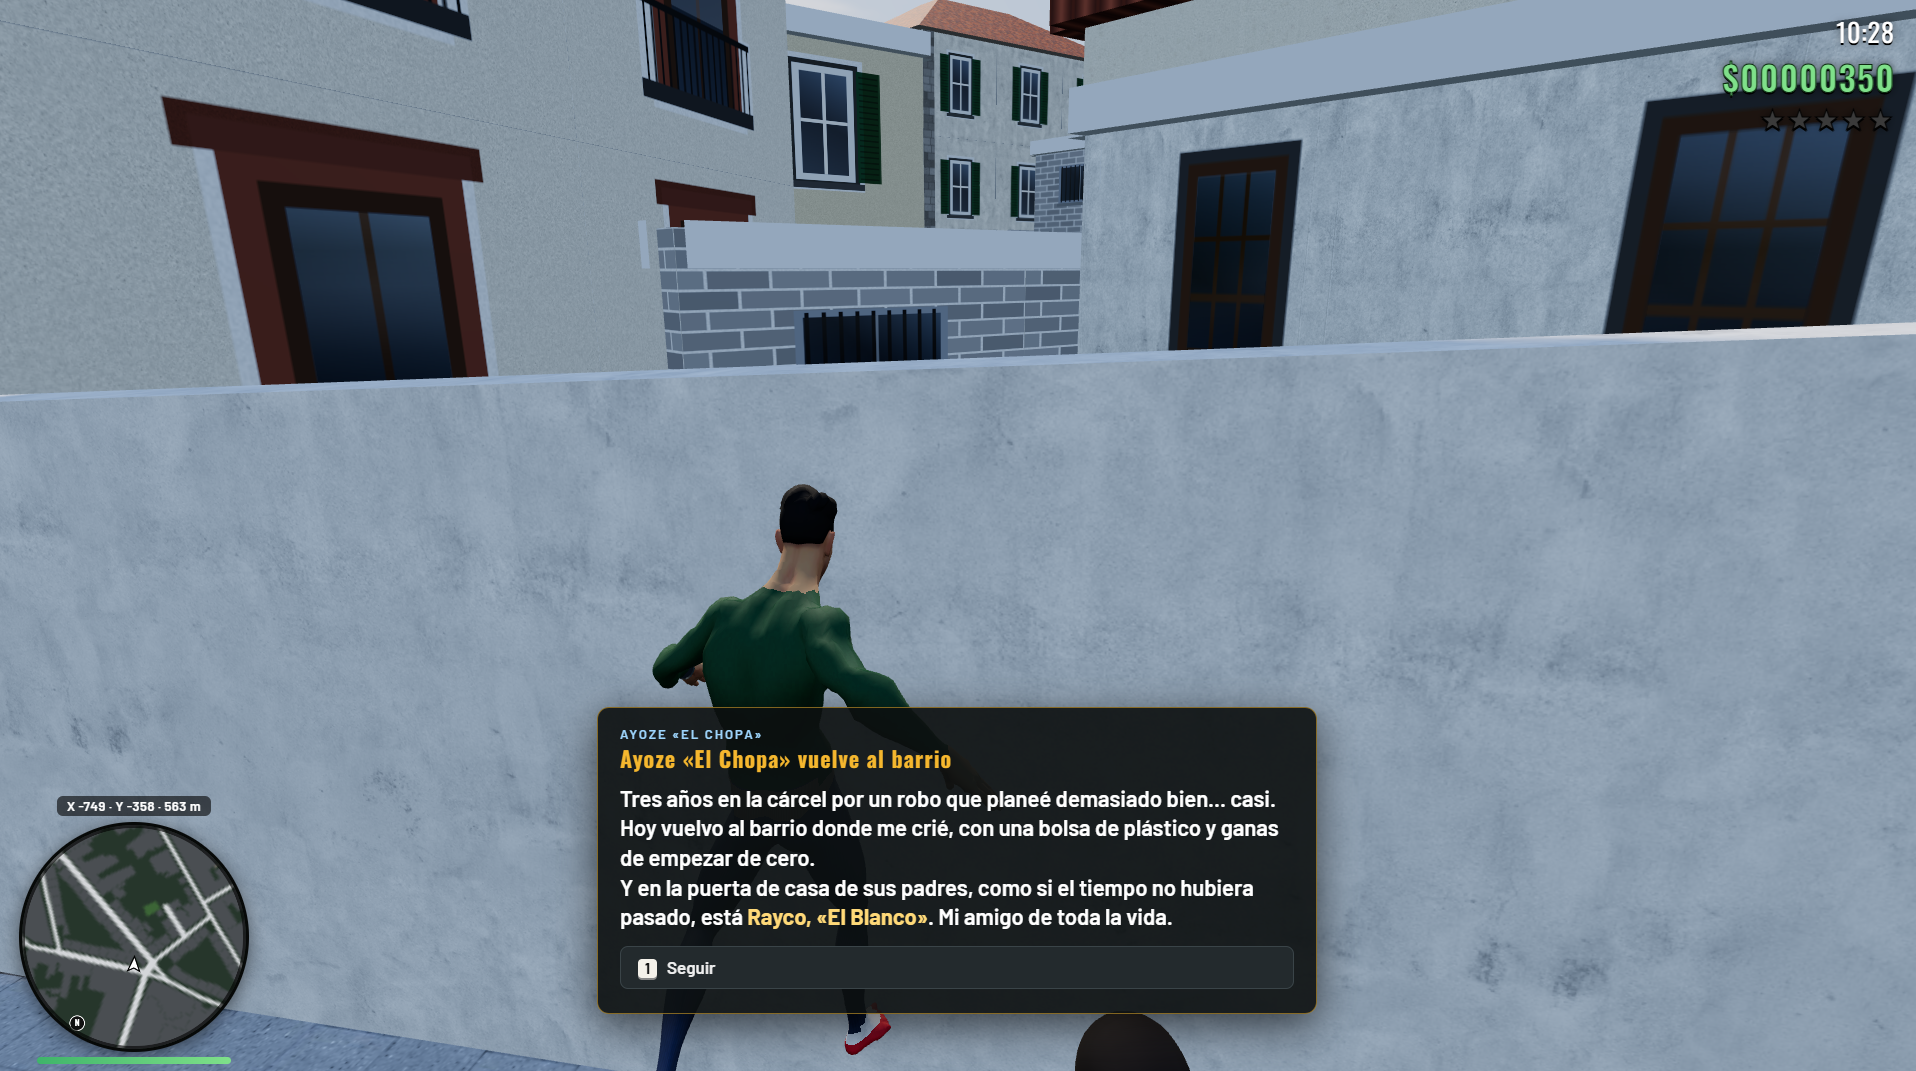 10:28
$00000350
AYOZE «EL CHOPA»
Ayoze «El Chopa» vuelve al barrio
Tres años en la cárcel por un robo que planeé demasiado bien... casi.
Hoy vuelvo al barrio donde me crié, con una bolsa de plástico y ganas
de empezar de cero.
Y en la puerta de casa de sus padres, como si el tiempo no hubiera
pasado, está Rayco, «El Blanco». Mi amigo de toda la vida.
1 Seguir
X -749 · Y -358 · 563 m
N